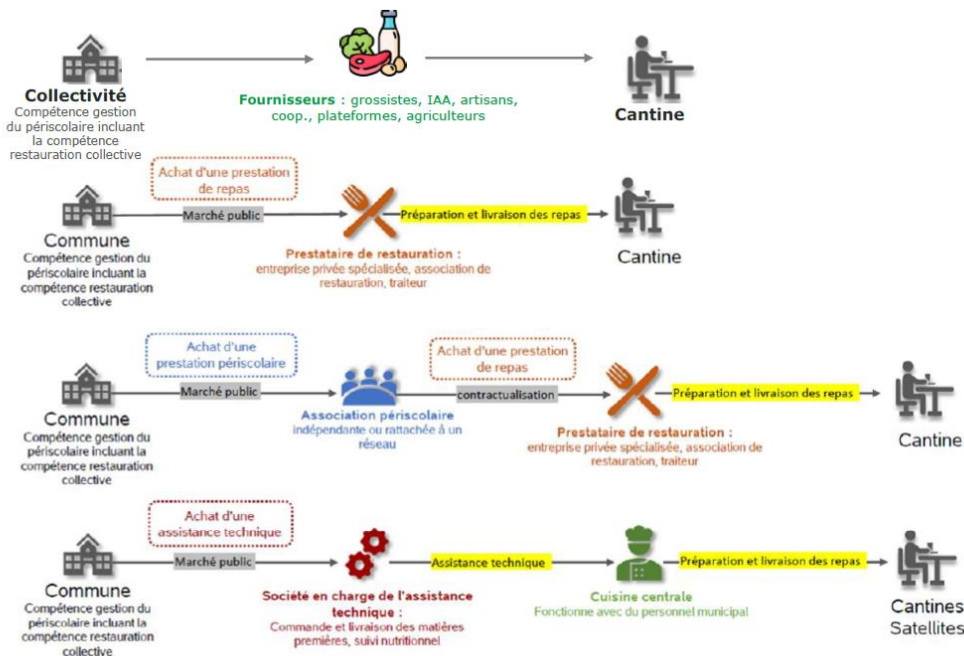 Collectivité
Compétence gestion
du périscolaire incluant
la compétence
restauration collective
Fournisseurs : grossistes, IAA, artisans,
coop., plateformes, agriculteurs
Cantine
Achat d'une prestation
de repas
Marché public
Préparation et livraison des repas
Commune
Compétence gestion du
périscolaire incluant la
compétence restauration
collective
Prestataire de restauration :
entreprise privée spécialisée, association de
restauration, traiteur
Cantine
Achat d'une
prestation périscolaire
Achat d'une prestation
de repas
Marché public
contractualisation
Préparation et livraison des repas
Commune
Compétence gestion du
périscolaire incluant la
compétence restauration
collective
Association périscolaire
indépendante ou rattachée à un
réseau
Prestataire de restauration :
entreprise privée spécialisée, association de
restauration, traiteur
Cantine
Achat d'une
assistance technique
Marché public
Assistance technique
Préparation et livraison des repas
Commune
Compétence gestion du
périscolaire incluant la
compétence restauration
collective
Société en charge de l'assistance
technique :
Commande et livraison des matières
premières, suivi nutritionnel
Cuisine centrale
Fonctionne avec du personnel municipal
Cantines
Satellites